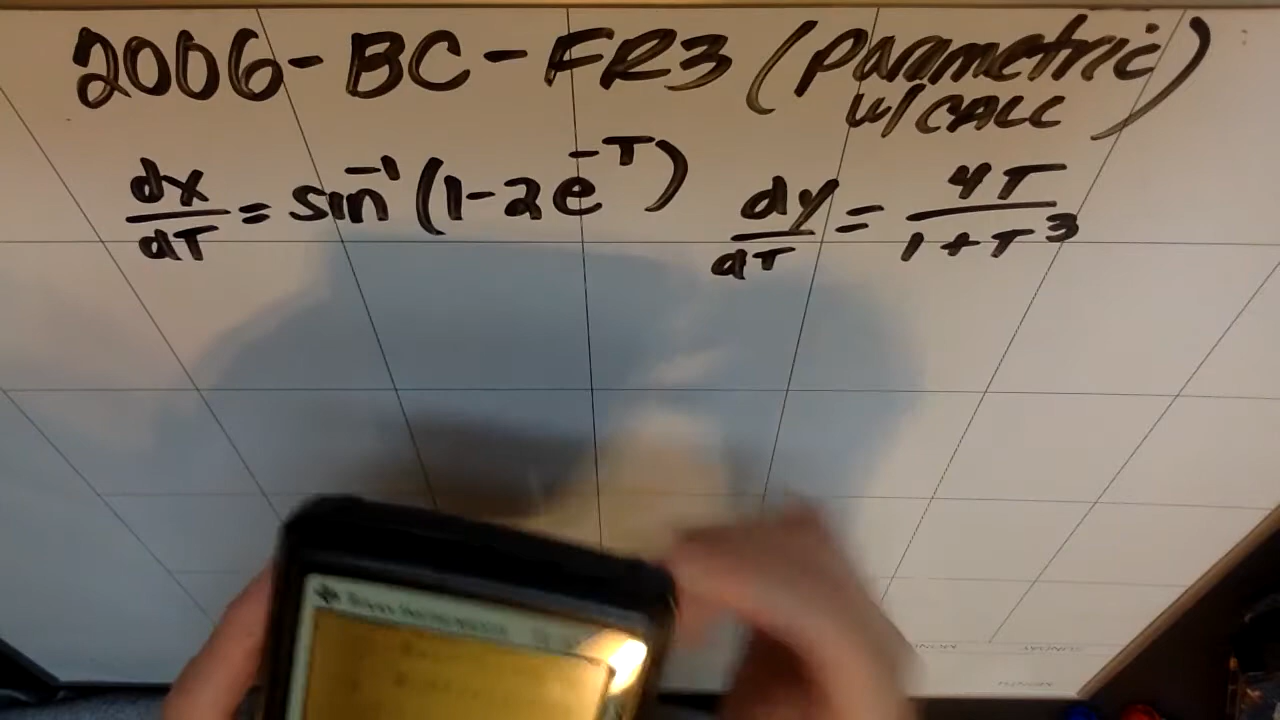 2006-BC-FR3 (Parametric)
w/CALC
dx/dT = sin⁻¹(1-2e^-T) dy/dT = 4T/1+T³